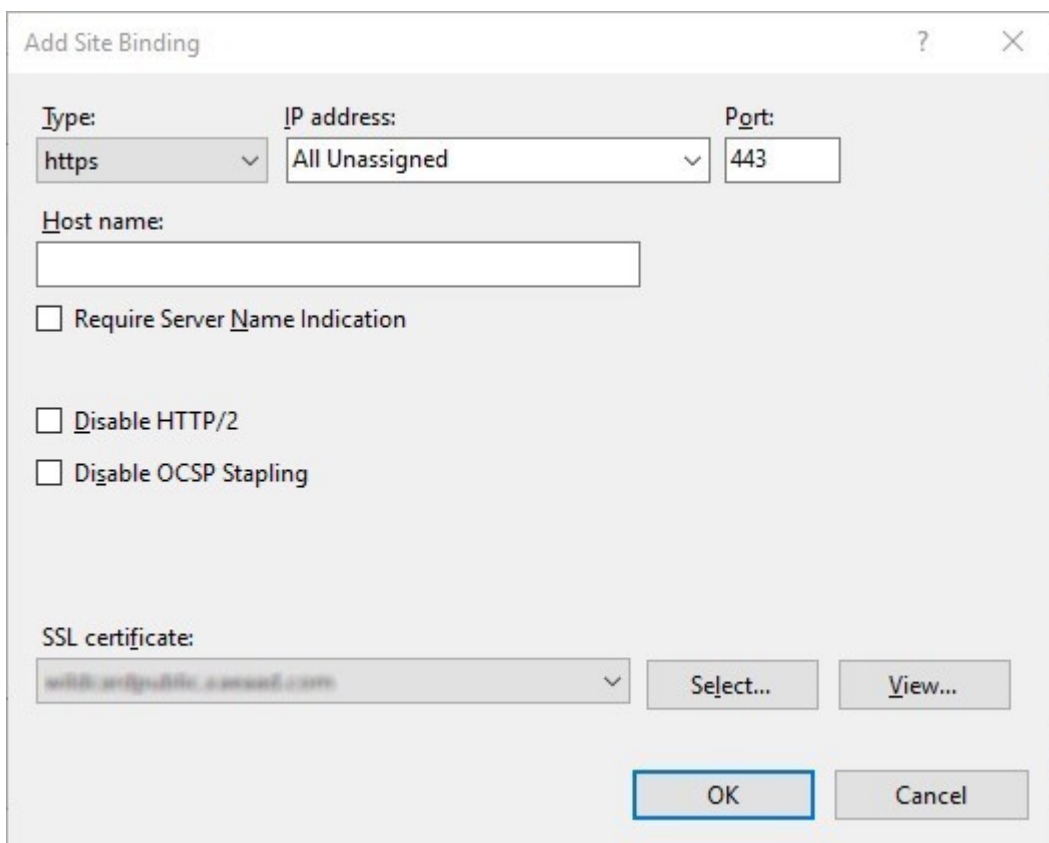 Add Site Binding ?
Type: IP address: Port:
https All Unassigned 443
Host name:
Require Server Name Indication
Disable HTTP/2
Disable OCSP Stapling
SSL certificate:
Select... View...
OK Cancel